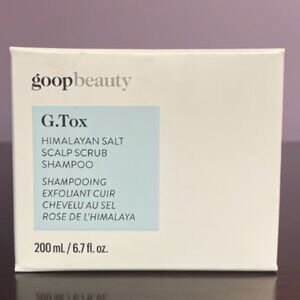 goopbeauty
G.Tox
HIMALAYAN SALT
SCALP SCRUB
SHAMPOO
SHAMPOOING
EXFOLIANT CUIR
CHEVELU AU SEL
ROSE DE L'HIMALAYA
200 mL / 6.7 fl. oz.